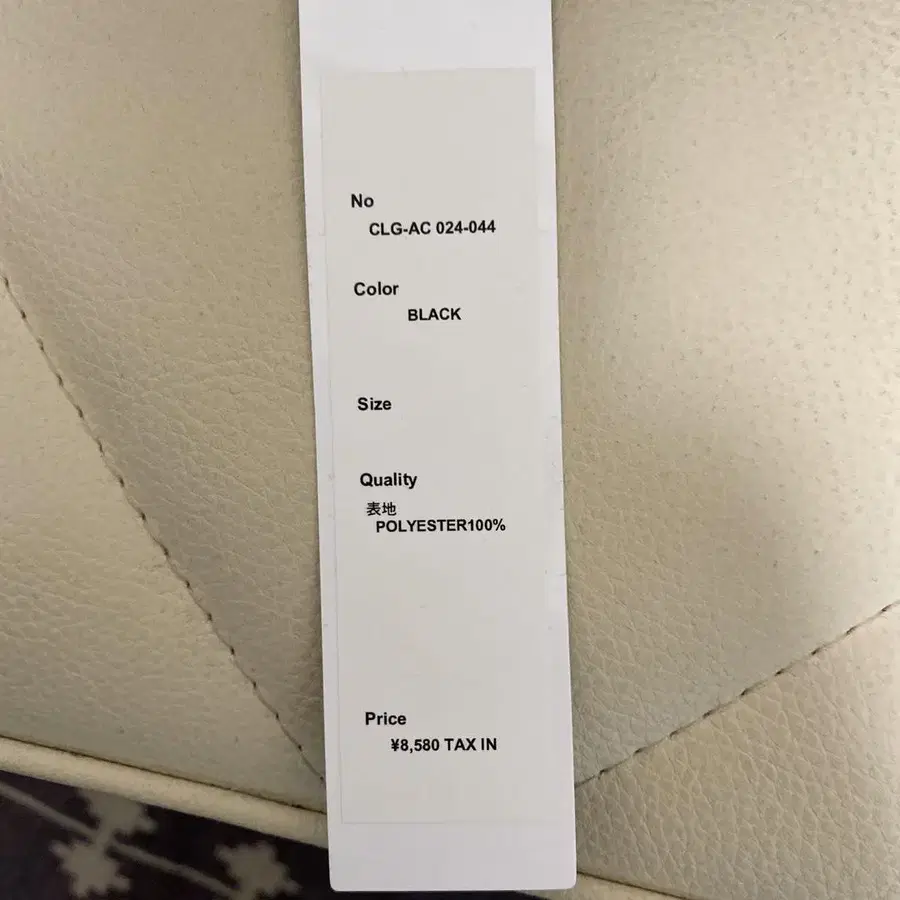 No
CLG-AC 024-044
Color
BLACK
Size
Quality
表地
POLYESTER100%
Price
¥8,580 TAX IN